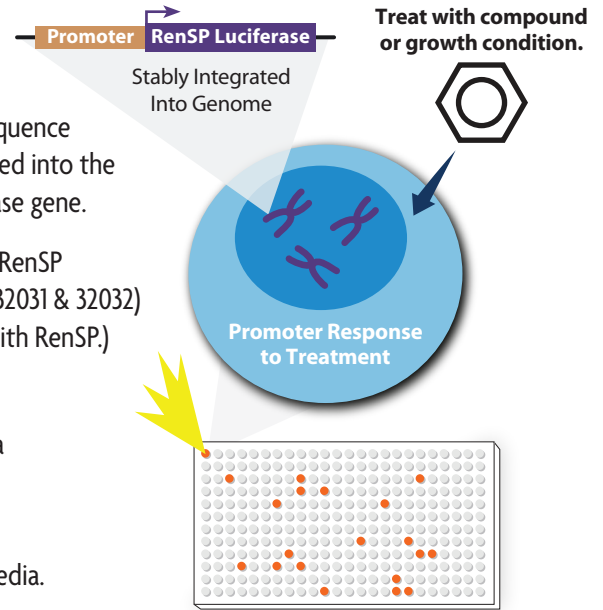 Promoter RenSP Luciferase
Stably Integrated
Into Genome
Treat with compound
or growth condition.
quence
ed into the
ase gene.
RenSP
32031 & 32032)
ith RenSP.)
a
edia.
Promoter Response
to Treatment